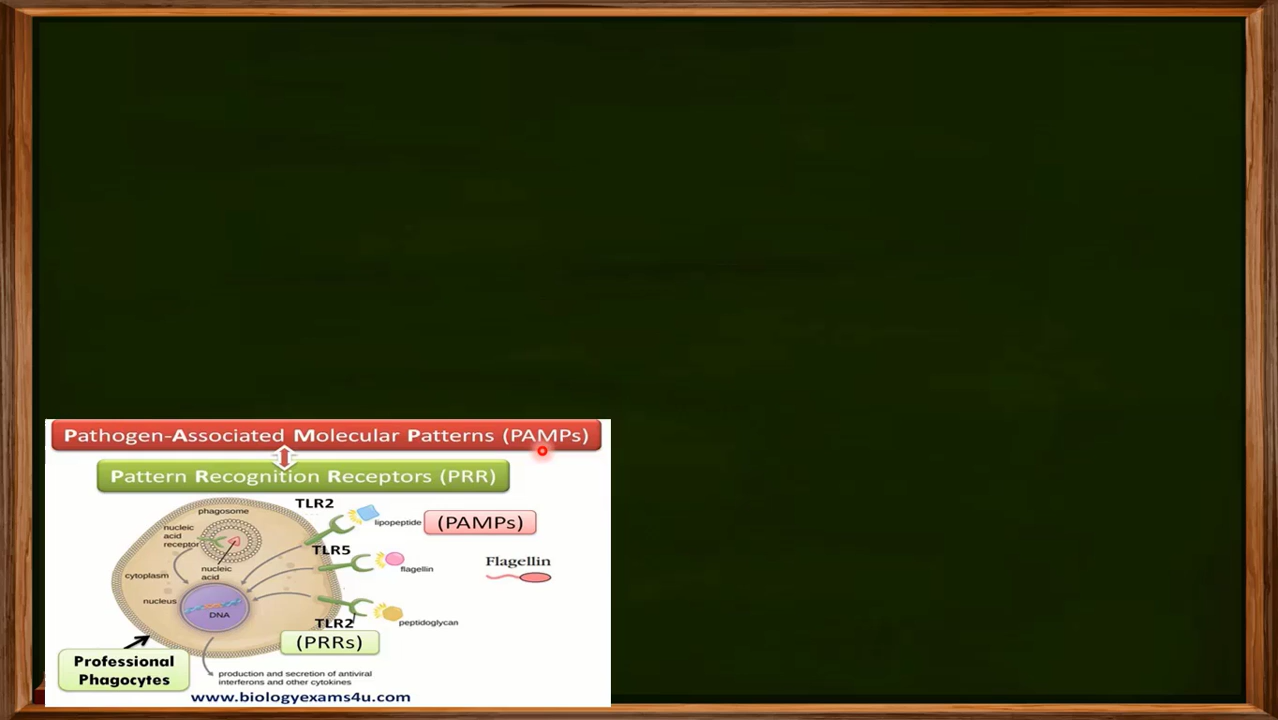 Pathogen-Associated Molecular Patterns (PAMPs)
Pattern Recognition Receptors (PRR)
TLR2
phagosome
lipopeptide
(PAMPs)
nucleic
acid
receptor
TLR5
Flagellin
flagellin
nucleic
acid
cytoplasm
nucleus
DNA
TLR2
peptidoglycan
(PRRs)
Professional
Phagocytes
production and secretion of antiviral
interferons and other cytokines
www.biologyexams4u.com